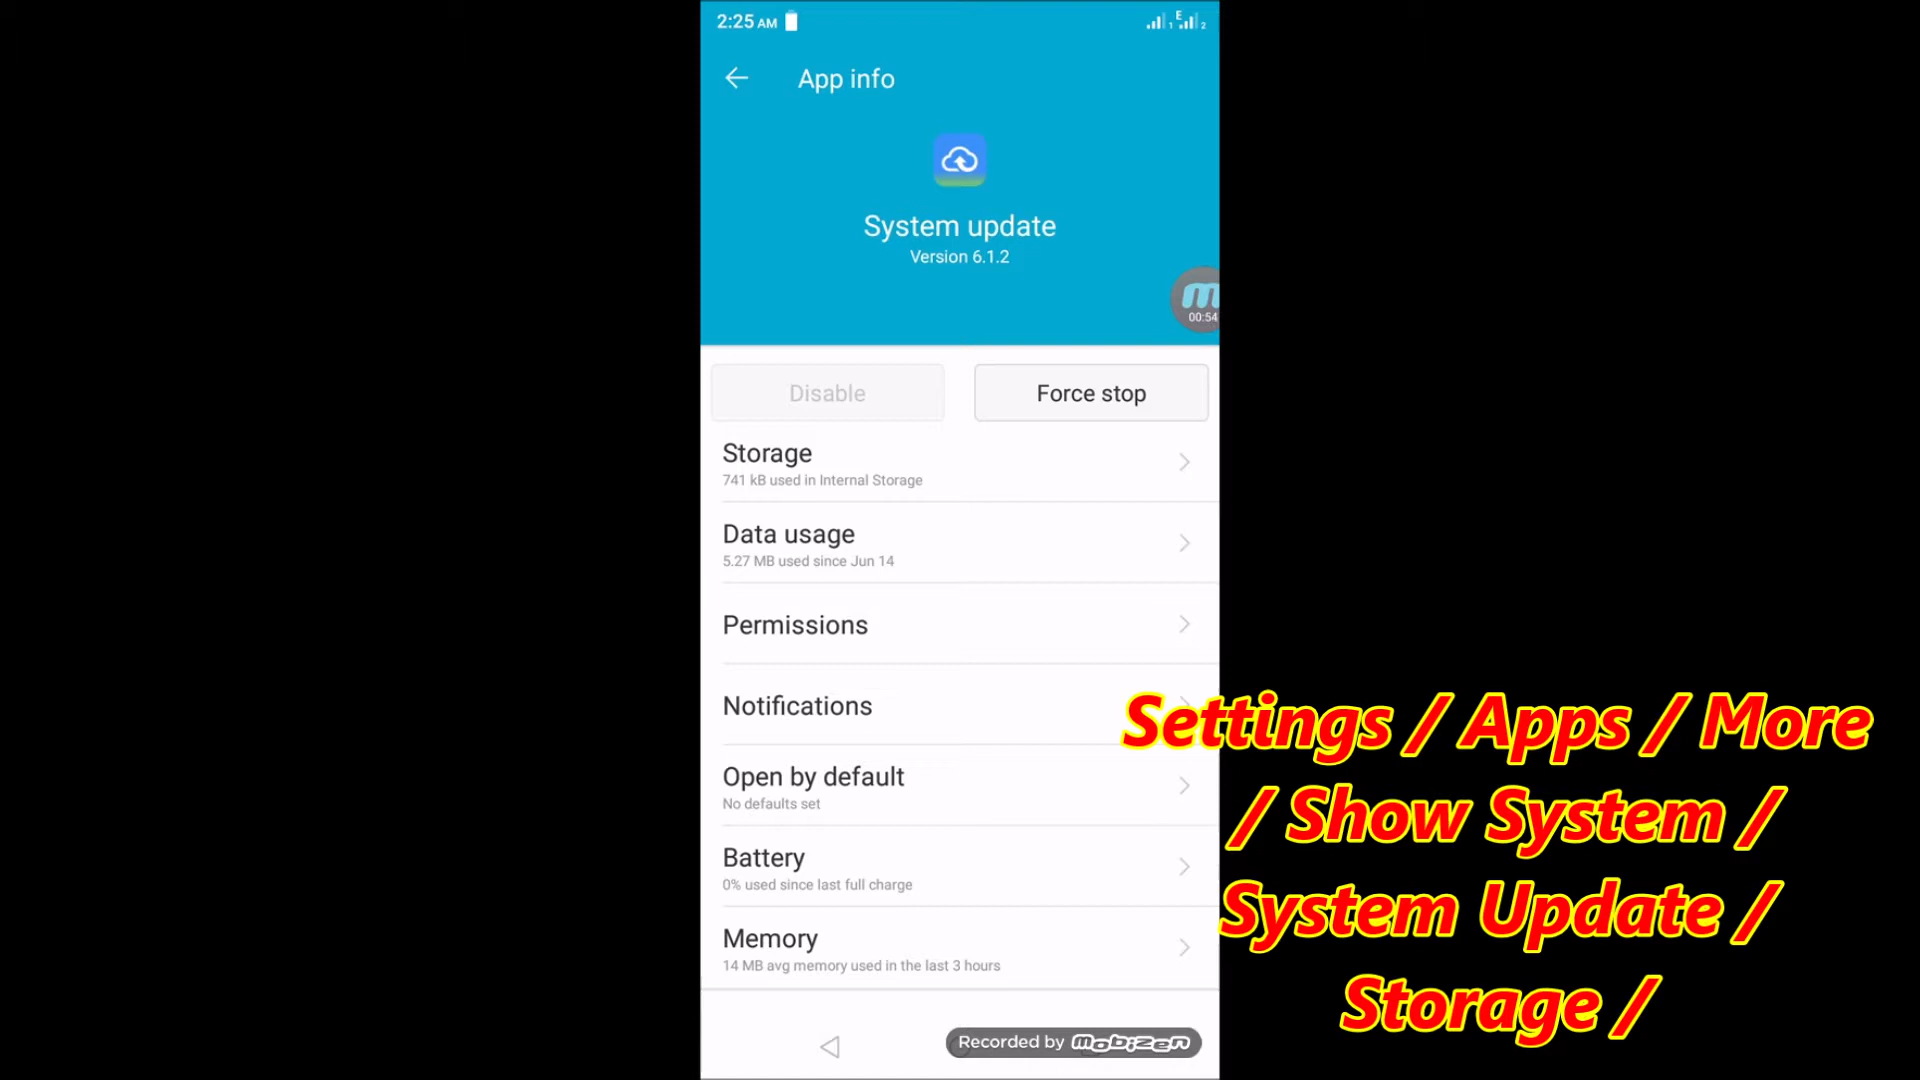 2:25 AM
1 E 2
App info
System update
Version 6.1.2
m
00:54
Disable
Force stop
Storage
741 kB used in Internal Storage
Data usage
5.27 MB used since Jun 14
Permissions
Notifications
Open by default
No defaults set
Battery
0% used since last full charge
Memory
14 MB avg memory used in the last 3 hours
Recorded by mobizen
Settings / Apps / More
/ Show System /
System Update /
Storage /